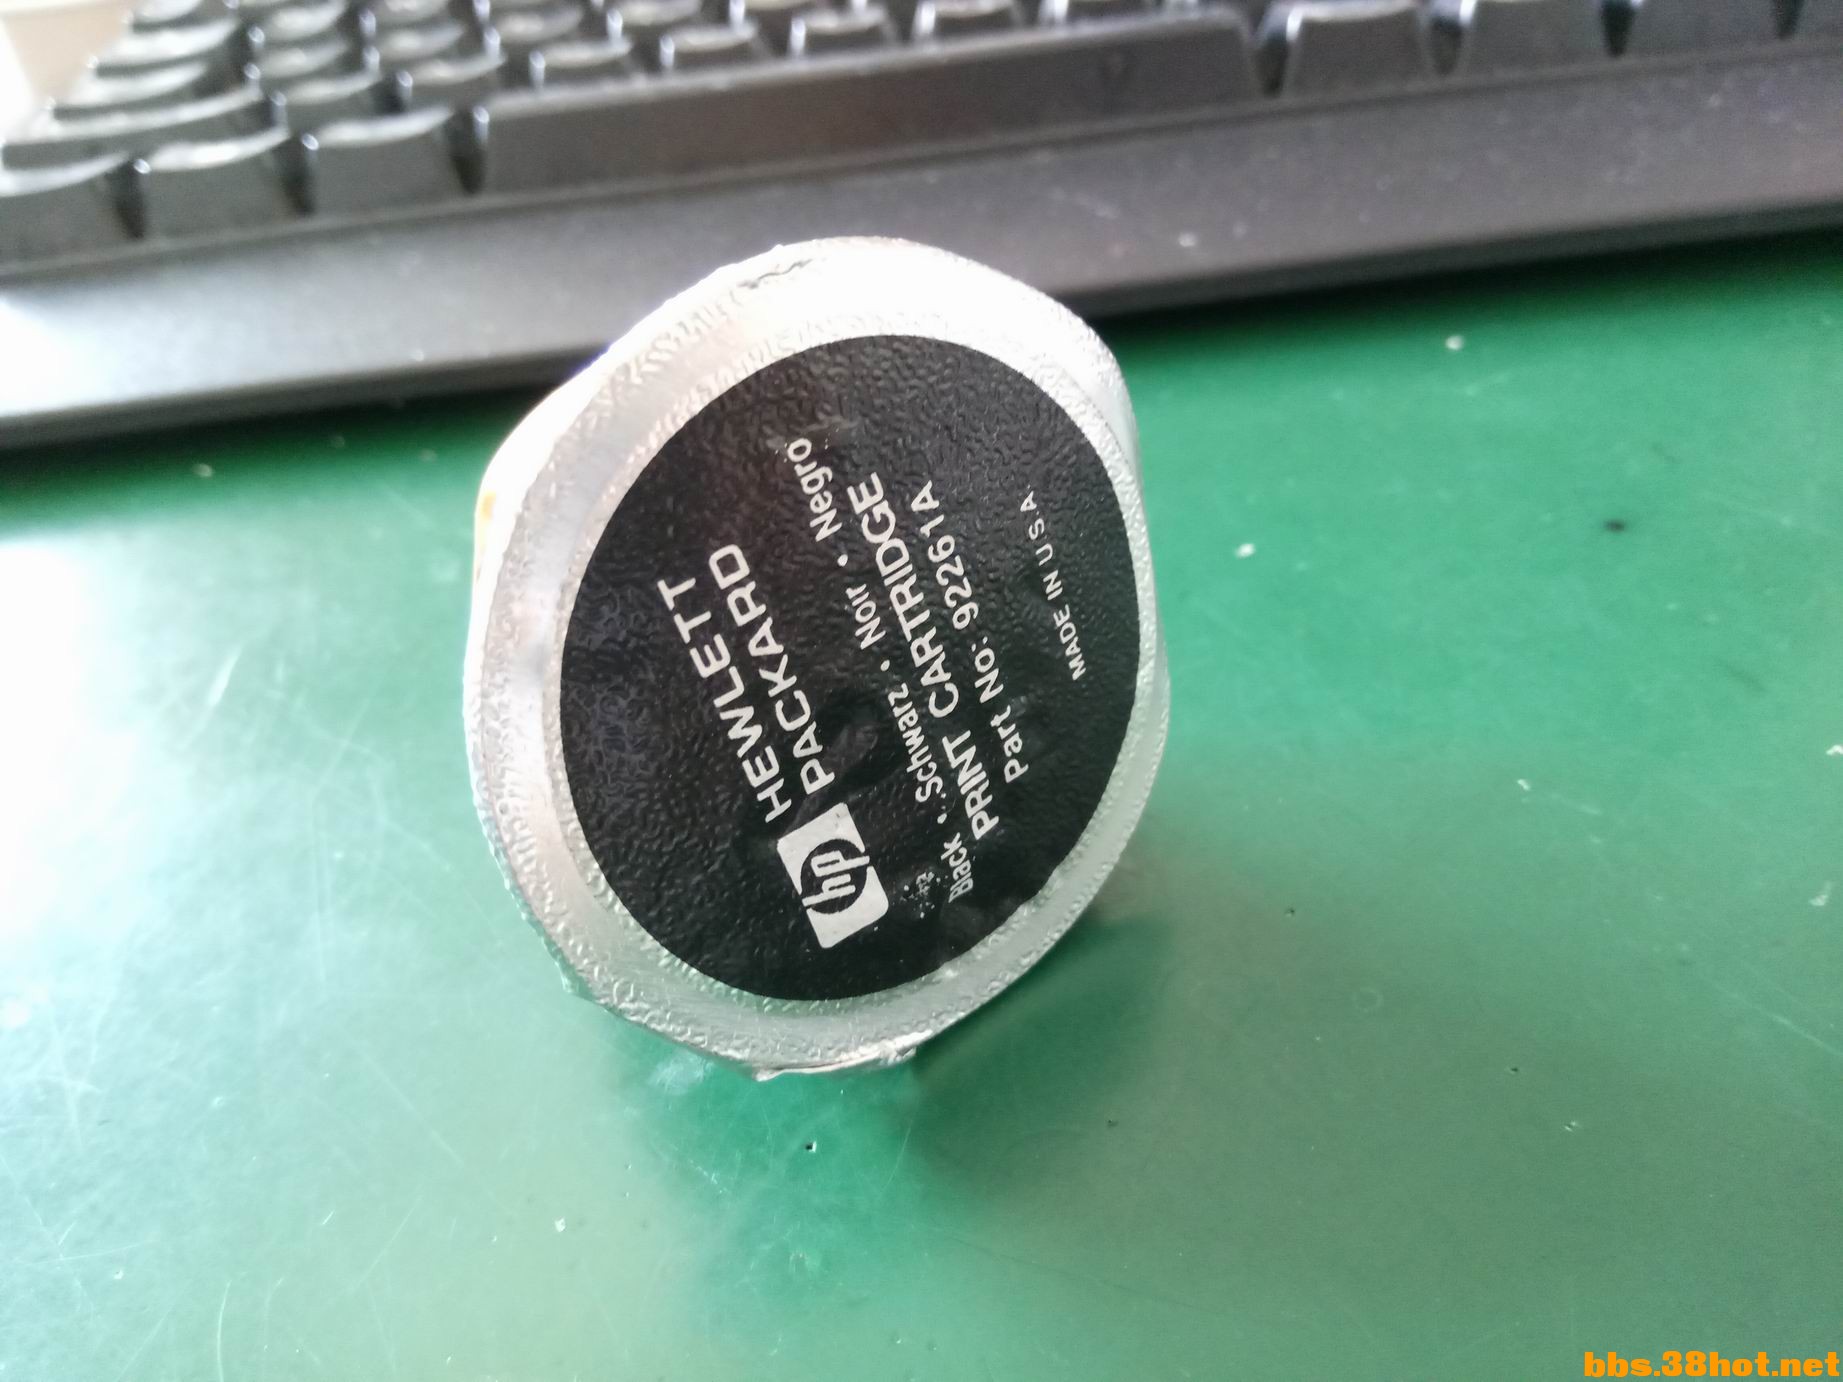 hp HEWLETT
PACKARD
Black • Schwarz • Noir • Negro
PRINT CARTRIDGE
Part No: 92261A
MADE IN U.S.A.
bbs.38hot.net